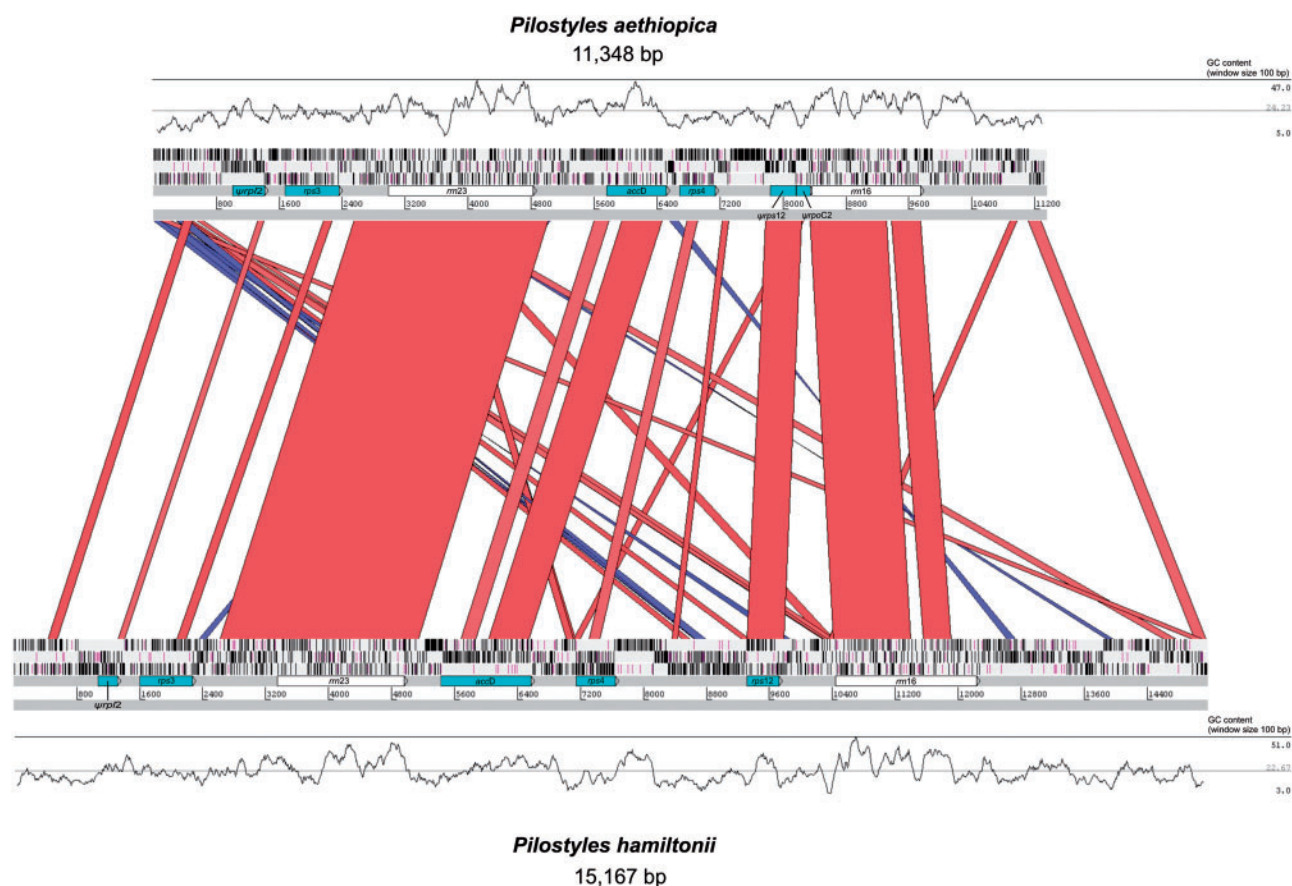 Pilostyles aethiopica
11,348 bp
GC content
(window size 100 bp)
47.0
24.23
5.0
ψrpl2 rps3 rrn23 accD rps4 rrn16
800 1600 2400 3200 4000 4800 5600 6400 7200 8000 8800 9600 10400 11200
ψrps12 ψrpoC2
800 1600 2400 3200 4000 4800 5600 6400 7200 8000 8800 9600 10400 11200 12000 12800 13600 14400
rps3 rrn23 accD rps4 rps12 rrn16
ψrpl2
GC content
(window size 100 bp)
51.0
22.67
3.0
Pilostyles hamiltonii
15,167 bp